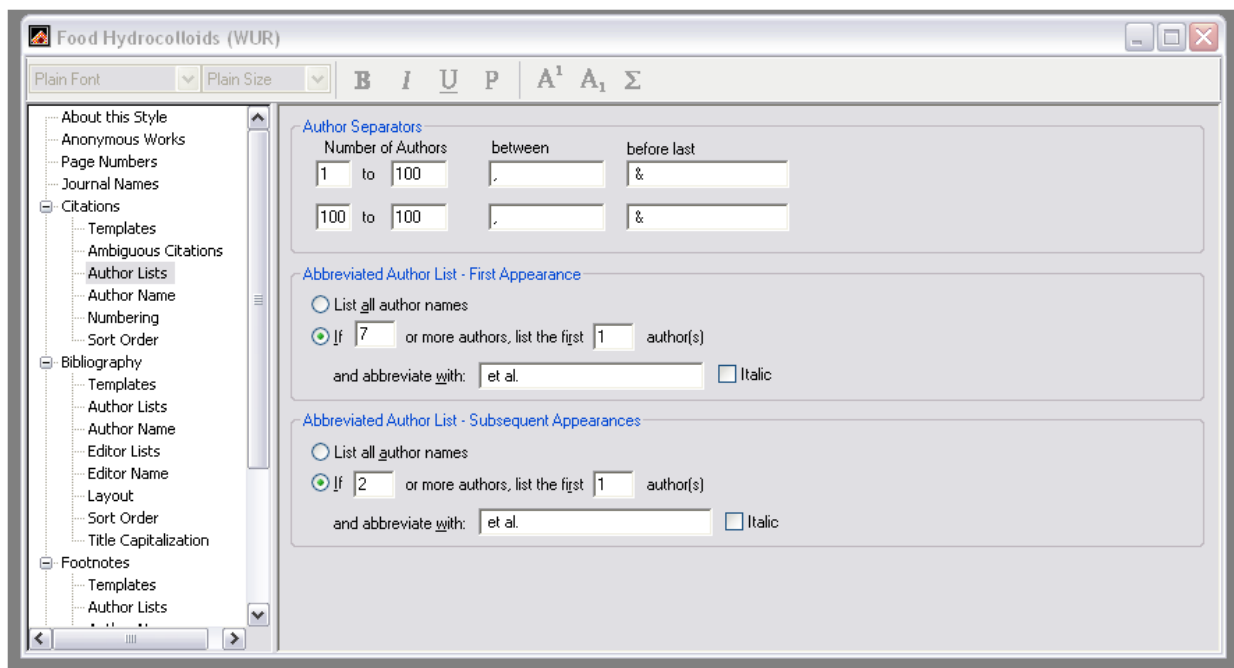 Food Hydrocolloids (WUR)
Plain Font Plain Size B I U P A1 A1 Σ
About this Style
Anonymous Works
Page Numbers
Journal Names
Citations
Templates
Ambiguous Citations
Author Lists
Author Name
Numbering
Sort Order
Bibliography
Templates
Author Lists
Author Name
Editor Lists
Editor Name
Layout
Sort Order
Title Capitalization
Footnotes
Templates
Author Lists
Author Separators
Number of Authors between before last
1 to 100 , &
100 to 100 , &
Abbreviated Author List - First Appearance
List all author names
If 7 or more authors, list the first 1 author(s)
and abbreviate with: et al. Italic
Abbreviated Author List - Subsequent Appearances
List all author names
If 2 or more authors, list the first 1 author(s)
and abbreviate with: et al. Italic